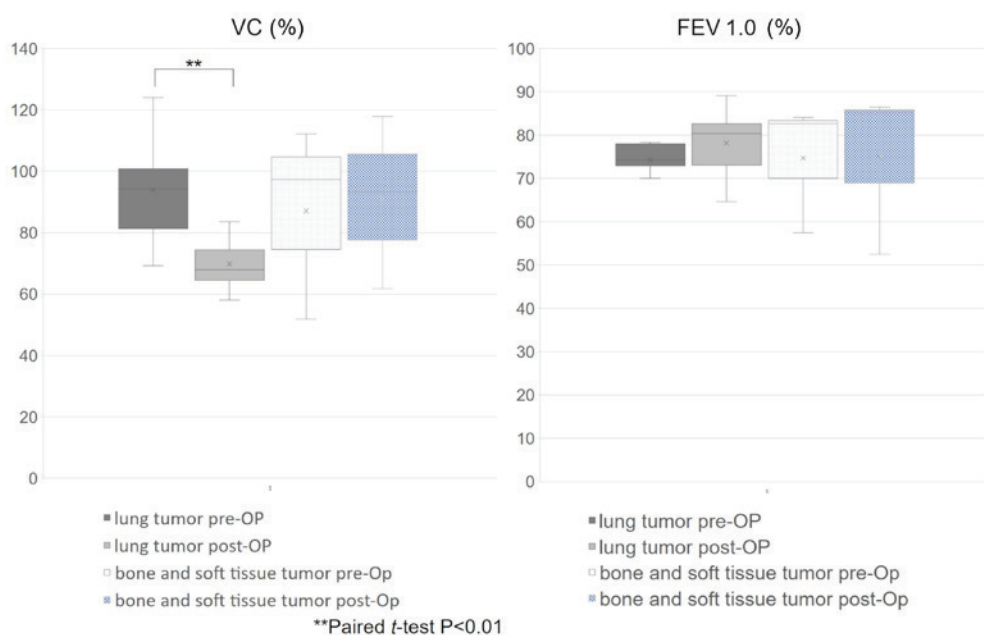 VC (%)
140
120
100
80
60
40
20
0
**
1
■ lung tumor pre-OP
■ lung tumor post-OP
bone and soft tissue tumor pre-Op
bone and soft tissue tumor post-Op
**Paired t-test P<0.01
FEV 1.0 (%)
100
90
80
70
60
50
40
30
20
10
0
1
■ lung tumor pre-OP
■ lung tumor post-OP
bone and soft tissue tumor pre-Op
bone and soft tissue tumor post-Op